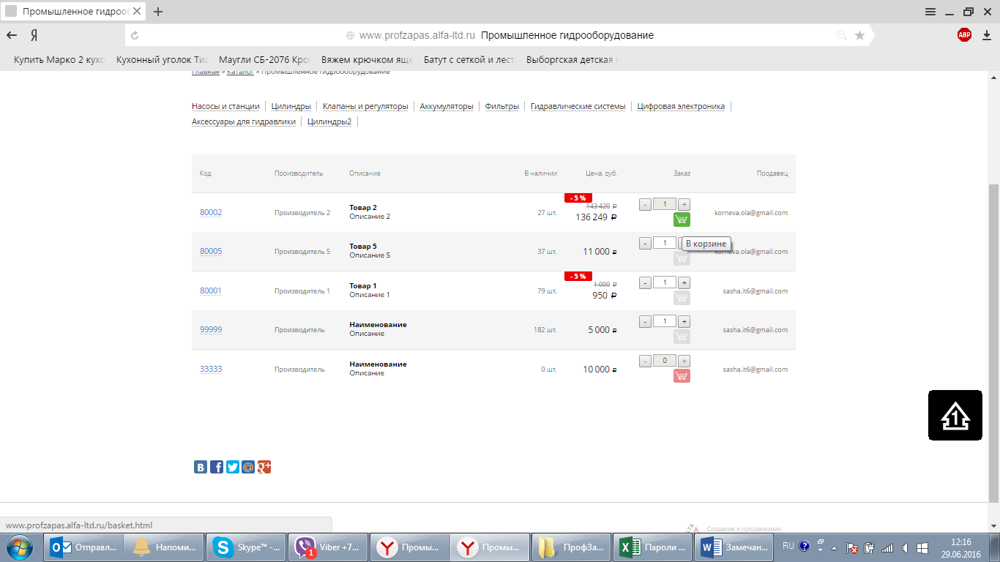 Промышленное гидрооб
www.profzapas.alfa-ltd.ru Промышленное гидрооборудование
ABP
Купить Марко 2 кухо Кухонный уголок Тиа Маугли СБ-2076 Кро Вяжем крючком яще Батут с сеткой и лест Выборгская детская
Главная » Каталог » Промышленное гидрооборудование
Насосы и станции Цилиндры Клапаны и регуляторы Аккумуляторы Фильтры Гидравлические системы Цифровая электроника
Аксессуары для гидравлики Цилиндры2
Код Производитель Описание В наличии Цена, руб. Заказ Продавец
- 5 %
80002 Производитель 2 Товар 2 Описание 2 27 шт. 143 420 ₽ 136 249 ₽ - 1 + korneva.ola@gmail.com
80005 Производитель 5 Товар 5 Описание 5 37 шт. 11 000 ₽ - 1 korneva.ola@gmail.com
В корзине
- 5 %
80001 Производитель 1 Товар 1 Описание 1 79 шт. 1 000 ₽ 950 ₽ - 1 + sasha.it6@gmail.com
99999 Производитель Наименование Описание 182 шт. 5 000 ₽ - 1 + sasha.it6@gmail.com
33333 Производитель Наименование Описание 0 шт. 10 000 ₽ - 0 + sasha.it6@gmail.com
1
B f @ g+
www.profzapas.alfa-ltd.ru/basket.html
Создание и продвижение
Отправл... Напоми... Skype™ -... Viber +7... 1 Промы... Промы... ПрофЗа... Пароли ... Замечан... RU
12:16
29.06.2016